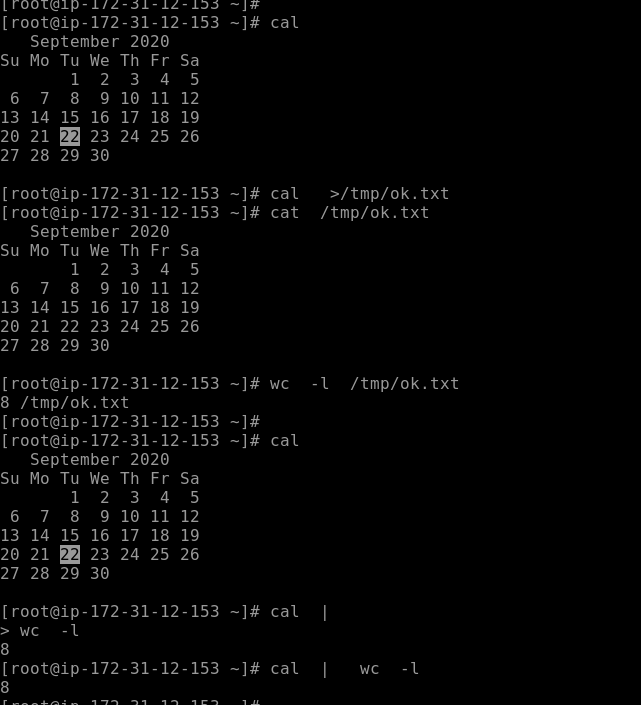 [root@ip-172-31-12-153 ~]#
[root@ip-172-31-12-153 ~]# cal
   September 2020
Su Mo Tu We Th Fr Sa
       1  2  3  4  5
 6  7  8  9 10 11 12
13 14 15 16 17 18 19
20 21 22 23 24 25 26
27 28 29 30

[root@ip-172-31-12-153 ~]# cal   >/tmp/ok.txt
[root@ip-172-31-12-153 ~]# cat  /tmp/ok.txt
   September 2020
Su Mo Tu We Th Fr Sa
       1  2  3  4  5
 6  7  8  9 10 11 12
13 14 15 16 17 18 19
20 21 22 23 24 25 26
27 28 29 30

[root@ip-172-31-12-153 ~]# wc  -l  /tmp/ok.txt
8 /tmp/ok.txt
[root@ip-172-31-12-153 ~]#
[root@ip-172-31-12-153 ~]# cal
   September 2020
Su Mo Tu We Th Fr Sa
       1  2  3  4  5
 6  7  8  9 10 11 12
13 14 15 16 17 18 19
20 21 22 23 24 25 26
27 28 29 30

[root@ip-172-31-12-153 ~]# cal  |
> wc  -l
8
[root@ip-172-31-12-153 ~]# cal  |   wc  -l
8
[root@ip-172-31-12-153 ~]#